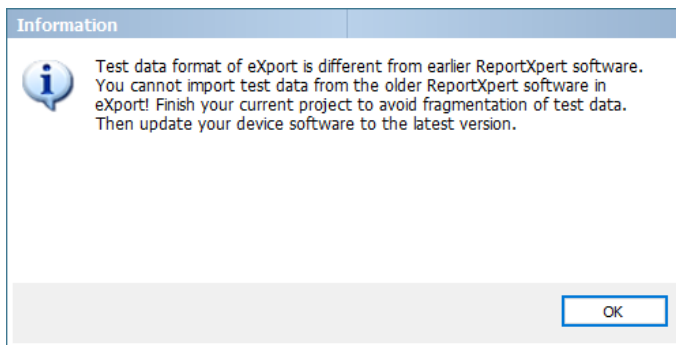 Information
Test data format of eXport is different from earlier ReportXpert software.
You cannot import test data from the older ReportXpert software in
eXport! Finish your current project to avoid fragmentation of test data.
Then update your device software to the latest version.
OK